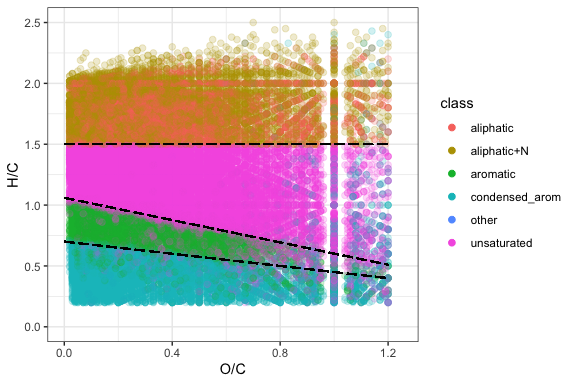 2.5
2.0
1.5
1.0
0.5
0.0
H/C
0.0 0.4 0.8 1.2
O/C
class
aliphatic
aliphatic+N
aromatic
condensed_arom
other
unsaturated